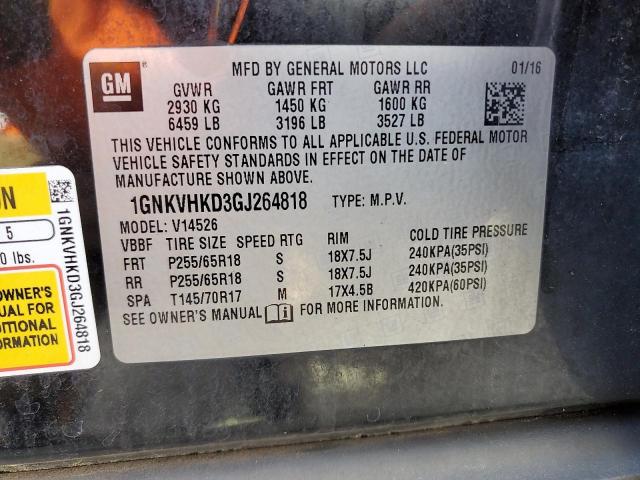 GM
MFD BY GENERAL MOTORS LLC 01/16
GVWR GAWR FRT GAWR RR
2930 KG 1450 KG 1600 KG
6459 LB 3196 LB 3527 LB
THIS VEHICLE CONFORMS TO ALL APPLICABLE U.S. FEDERAL MOTOR
VEHICLE SAFETY STANDARDS IN EFFECT ON THE DATE OF
MANUFACTURE SHOWN ABOVE.
1GNKVHKD3GJ264818 TYPE: M.P.V.
MODEL: V14526
VBBF TIRE SIZE SPEED RTG RIM COLD TIRE PRESSURE
FRT P255/65R18 S 18X7.5J 240KPA(35PSI)
RR P255/65R18 S 18X7.5J 240KPA(35PSI)
SPA T145/70R17 M 17X4.5B 420KPA(60PSI)
SEE OWNER'S MANUAL i FOR MORE INFORMATION.
5
0 lbs.
OWNER'S
UAL FOR
DITIONAL
ORMATION
1GNKVHKD3GJ264818